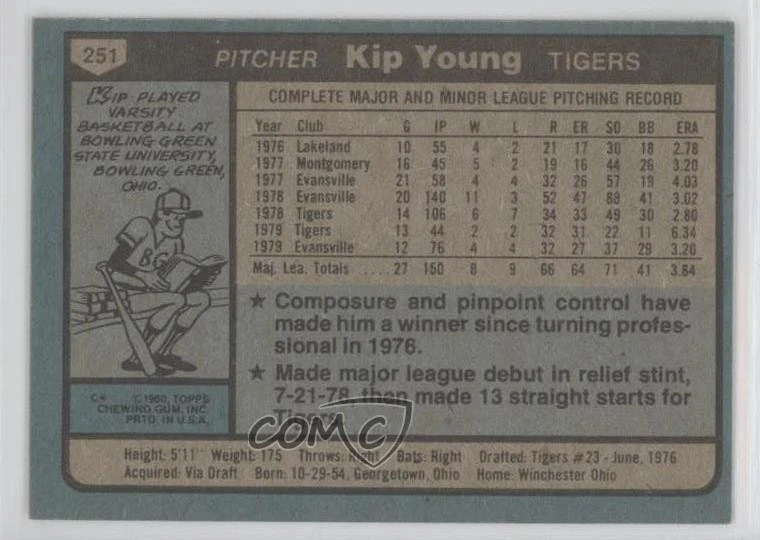 251 PITCHER Kip Young TIGERS
KIP PLAYED
VARSITY
BASKETBALL AT
BOWLING GREEN
STATE UNIVERSITY,
BOWLING GREEN,
OHIO.
BG
C* © 1980, TOPPS
CHEWING GUM, INC.
PRTD. IN U.S.A.
COMPLETE MAJOR AND MINOR LEAGUE PITCHING RECORD
Year Club G IP W L R ER SO BB ERA
1976 Lakeland 10 55 4 2 21 17 30 18 2.78
1977 Montgomery 16 45 5 2 19 16 44 26 3.20
1977 Evansville 21 58 4 4 32 26 57 19 4.03
1978 Evansville 20 140 11 3 52 47 88 41 3.02
1978 Tigers 14 106 6 7 34 33 49 30 2.80
1979 Tigers 13 44 2 2 32 31 22 11 6.34
1979 Evansville 12 76 4 4 32 27 37 29 3.20
Maj. Lea. Totals .... 27 150 8 9 66 64 71 41 3.84
★ Composure and pinpoint control have
made him a winner since turning profes-
sional in 1976.
★ Made major league debut in relief stint,
7-21-78, then made 13 straight starts for
Tigers.
COMC
Height: 5'11" Weight: 175 Throws: Right Bats: Right Drafted: Tigers #23 - June, 1976
Acquired: Via Draft Born: 10-29-54, Georgetown, Ohio Home: Winchester Ohio